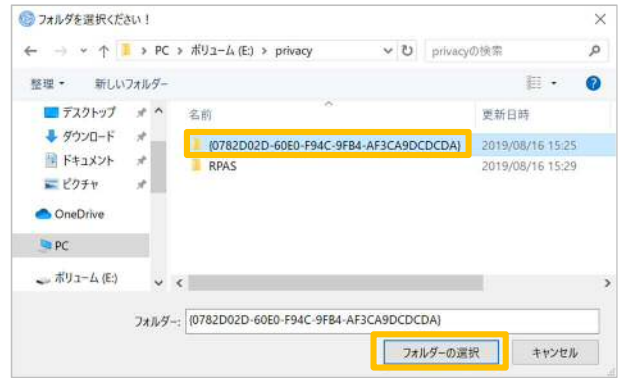 フォルダを選択ください！
PC > ボリューム (E:) > privacy
privacyの検索
整理
新しいフォルダー
デスクトップ
ダウンロード
ドキュメント
ピクチャ
OneDrive
PC
ボリューム (E:)
名前
更新日時
{0782D02D-60E0-F94C-9FB4-AF3CA9DCDCDA}
2019/08/16 15:25
RPAS
2019/08/16 15:29
フォルダー:
{0782D02D-60E0-F94C-9FB4-AF3CA9DCDCDA}
フォルダーの選択
キャンセル